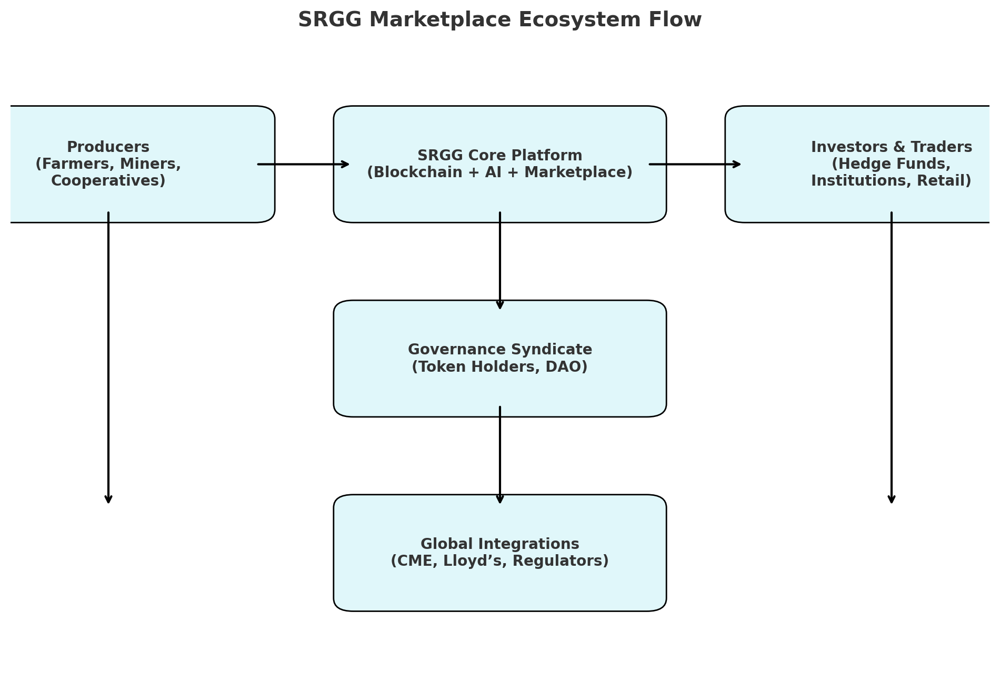 SRGG Marketplace Ecosystem Flow
Producers
(Farmers, Miners,
Cooperatives)
SRGG Core Platform
(Blockchain + AI + Marketplace)
Investors & Traders
(Hedge Funds,
Institutions, Retail)
Governance Syndicate
(Token Holders, DAO)
Global Integrations
(CME, Lloyd’s, Regulators)